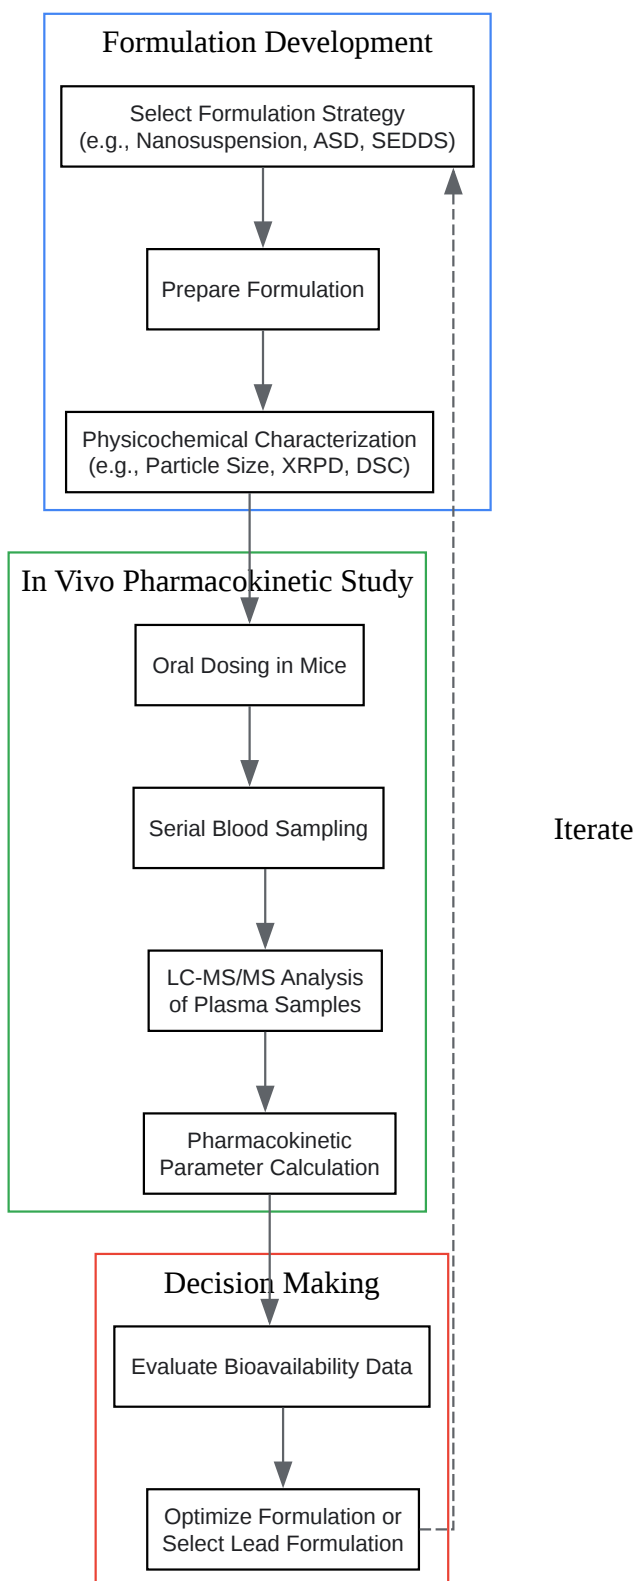 Formulation Development
Select Formulation Strategy
(e.g., Nanosuspension, ASD, SEDDS)
Prepare Formulation
Physicochemical Characterization
(e.g., Particle Size, XRPD, DSC)
In Vivo Pharmacokinetic Study
Oral Dosing in Mice
Serial Blood Sampling
Iterate
LC-MS/MS Analysis
of Plasma Samples
Pharmacokinetic
Parameter Calculation
Decision Making
Evaluate Bioavailability Data
Optimize Formulation or
Select Lead Formulation